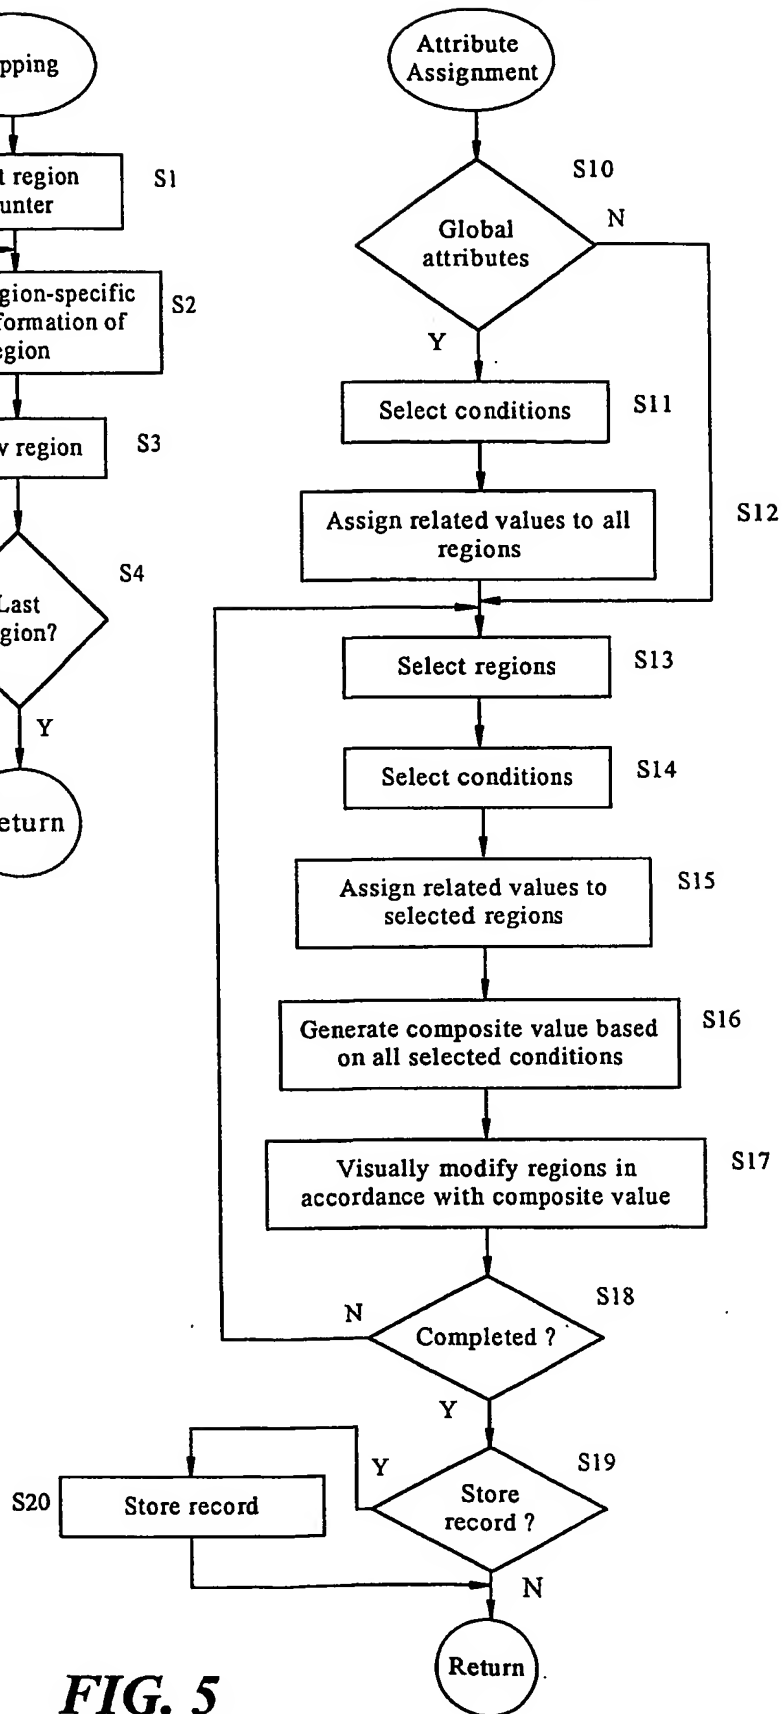 pping
t region
unter
S1
gion-specific
formation of
egion
S2
w region
S3
Last
gion?
S4
Y
eturn
Attribute
Assignment
S10
Global
attributes
N
Y
Select conditions
S11
Assign related values to all
regions
S12
Select regions
S13
Select conditions
S14
Assign related values to
selected regions
S15
Generate composite value based
on all selected conditions
S16
Visually modify regions in
accordance with composite value
S17
Completed ?
S18
N
Y
Store
record ?
S19
Y
S20
Store record
N
Return
FIG. 5